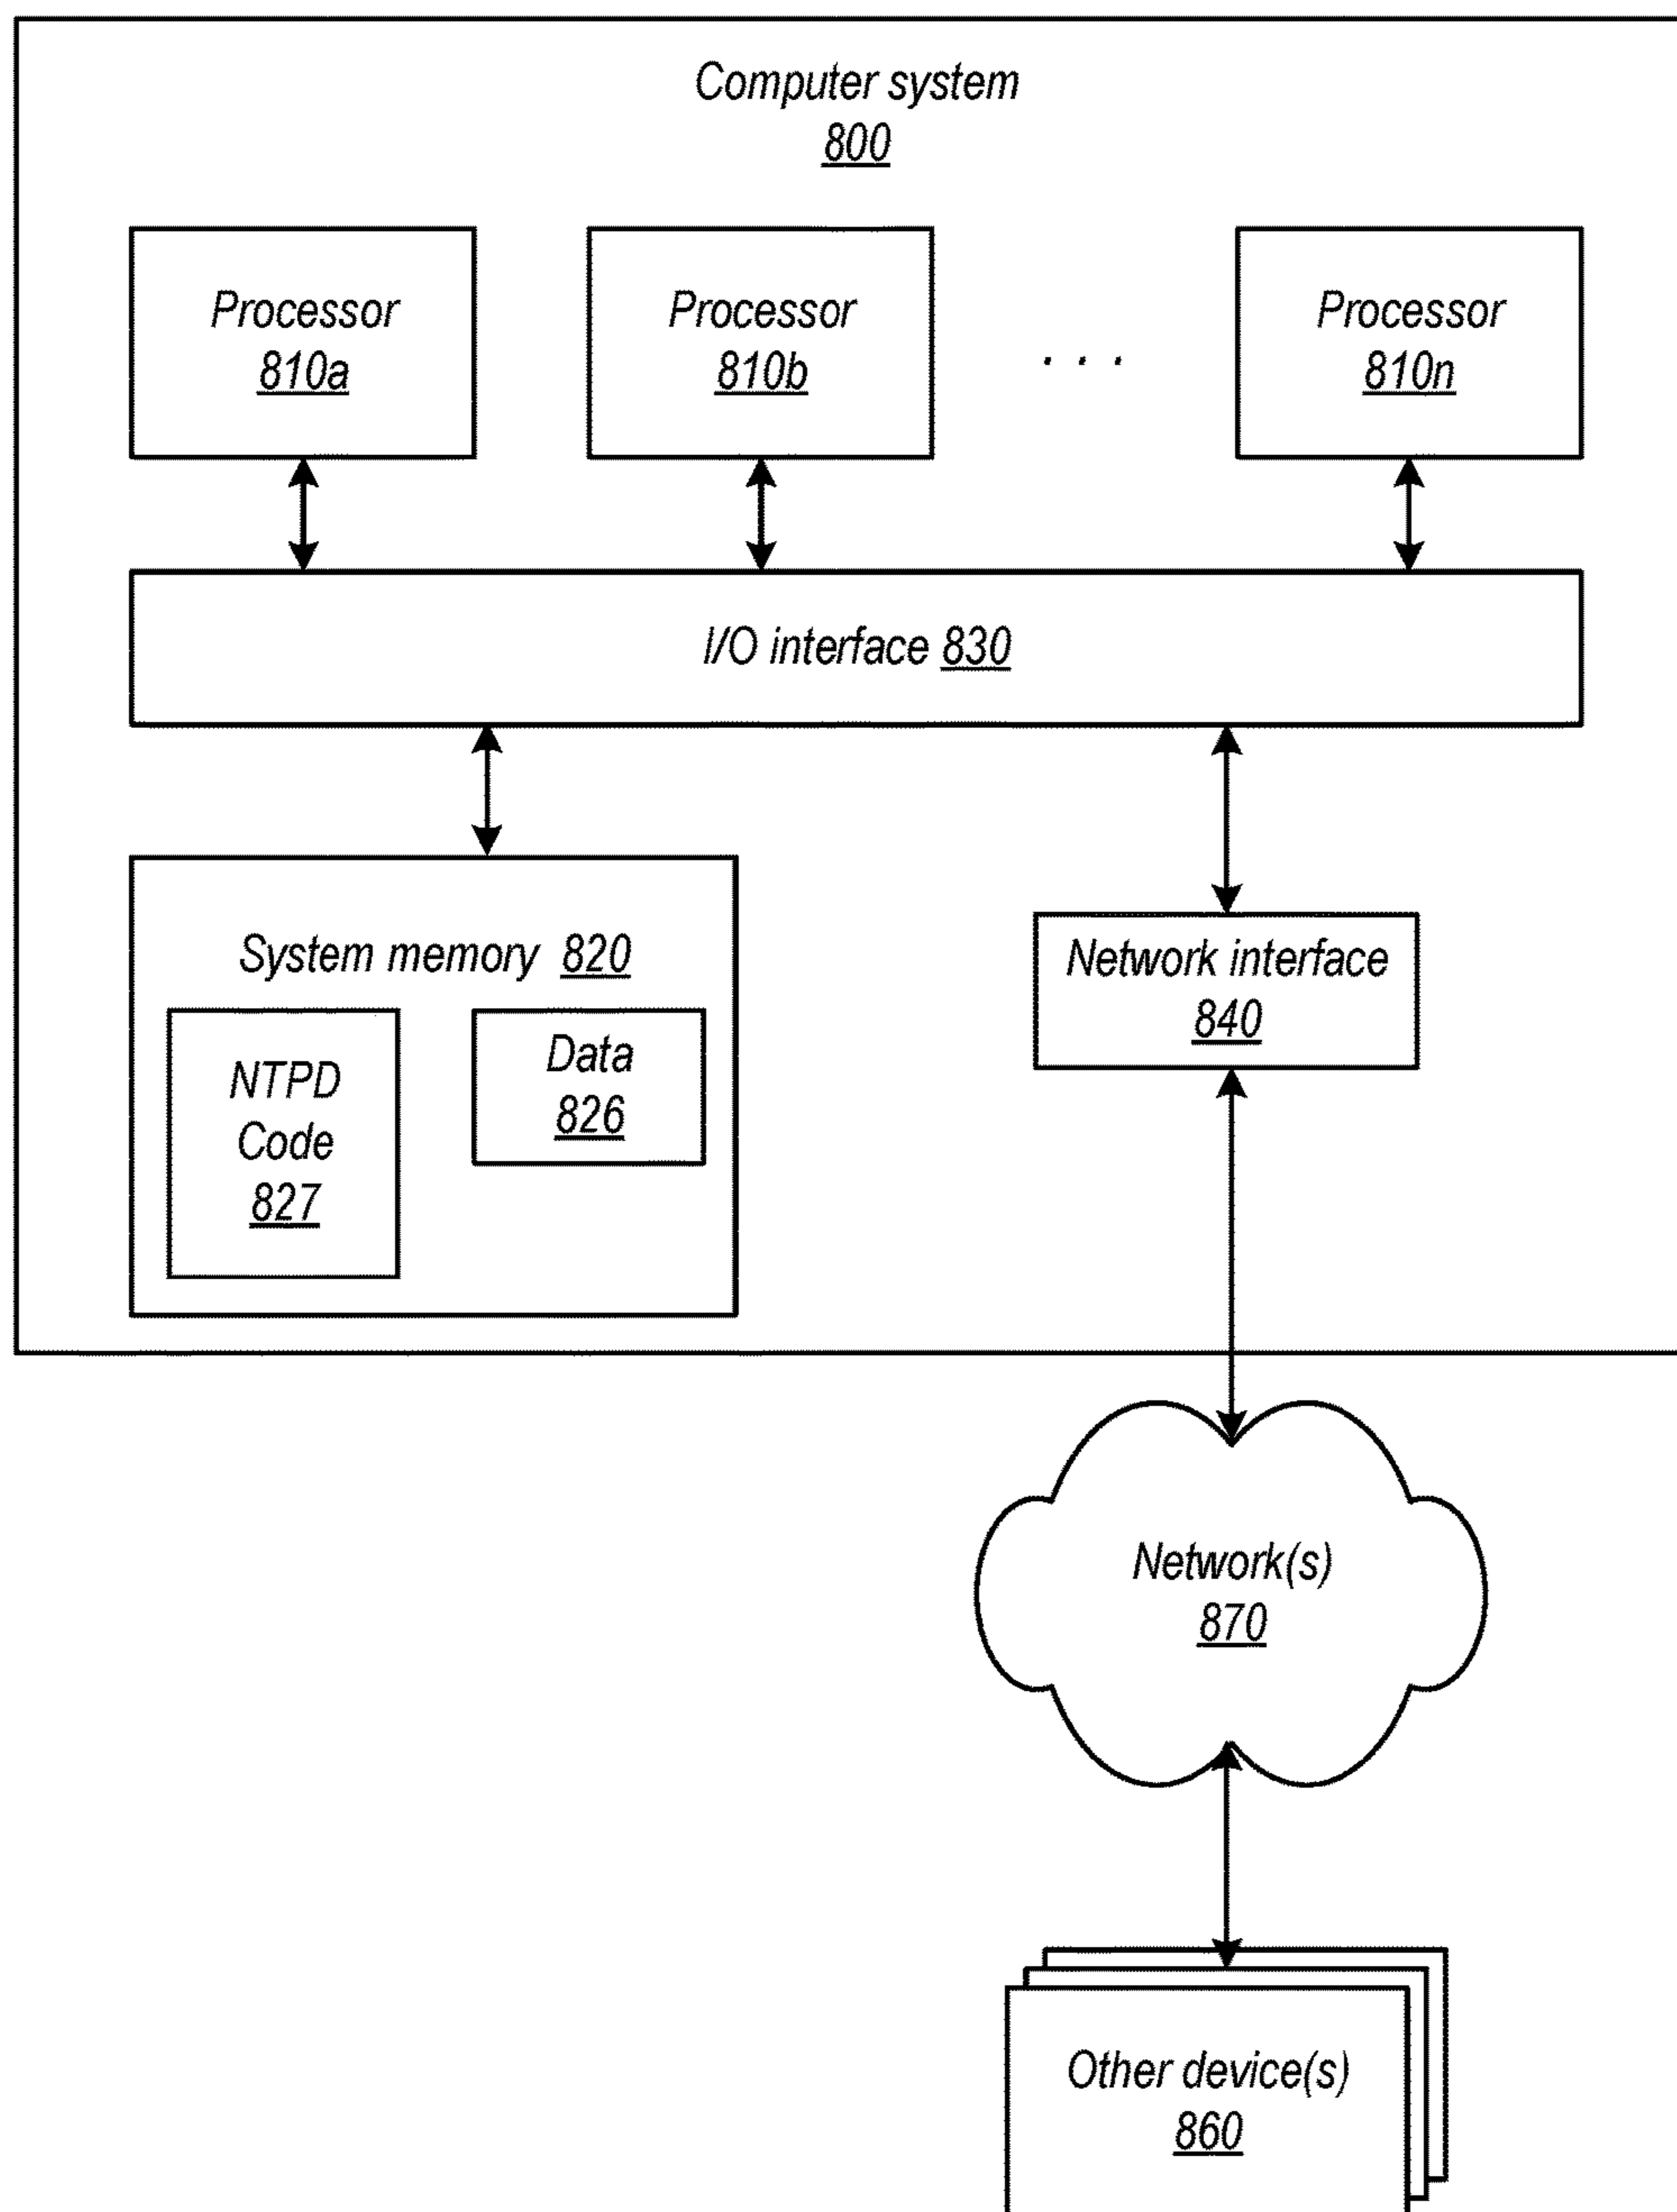 Computer system
800
Processor
810a
Processor
810b
. . .
Processor
810n
I/O interface 830
System memory 820
NTPD
Code
827
Data
826
Network interface
840
Network(s)
870
Other device(s)
860